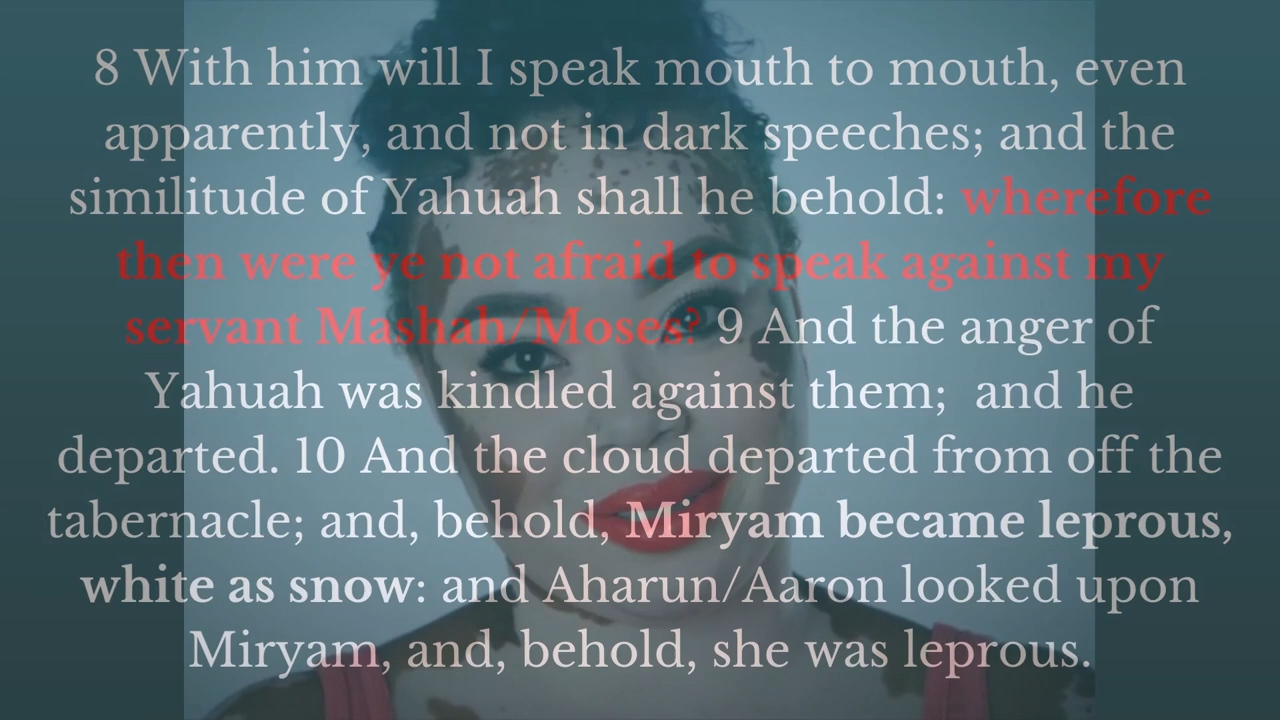 8 With him will I speak mouth to mouth, even
apparently, and not in dark speeches; and the
similitude of Yahuah shall he behold: wherefore
then were ye not afraid to speak against my
servant Mashah/Moses? 9 And the anger of
Yahuah was kindled against them;  and he
departed. 10 And the cloud departed from off the
tabernacle; and, behold, Miryam became leprous,
white as snow: and Aharun/Aaron looked upon
Miryam, and, behold, she was leprous.